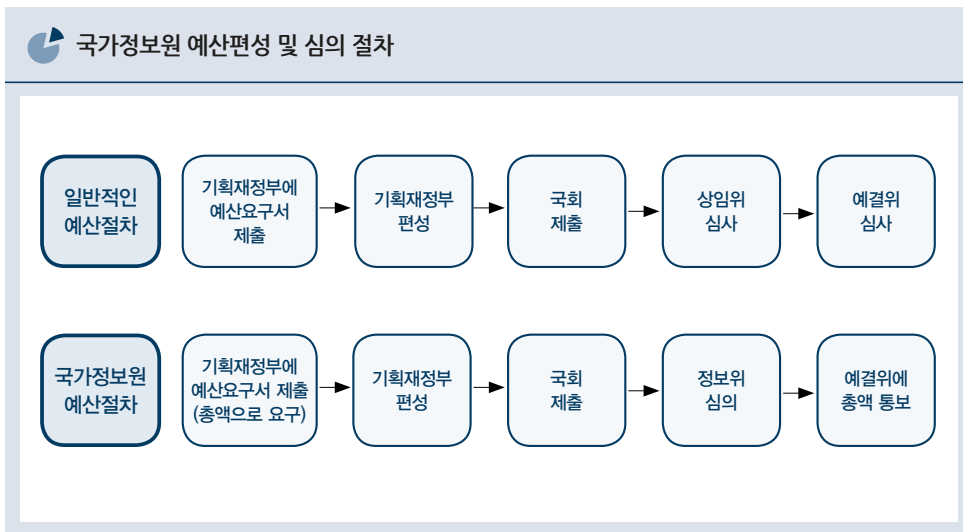 국가정보원 예산편성 및 심의 절차
일반적인
예산절차
기획재정부에
예산요구서
제출
기획재정부
편성
국회
제출
상임위
심사
예결위
심사
국가정보원
예산절차
기획재정부에
예산요구서 제출
(총액으로 요구)
기획재정부
편성
국회
제출
정보위
심의
예결위에
총액 통보